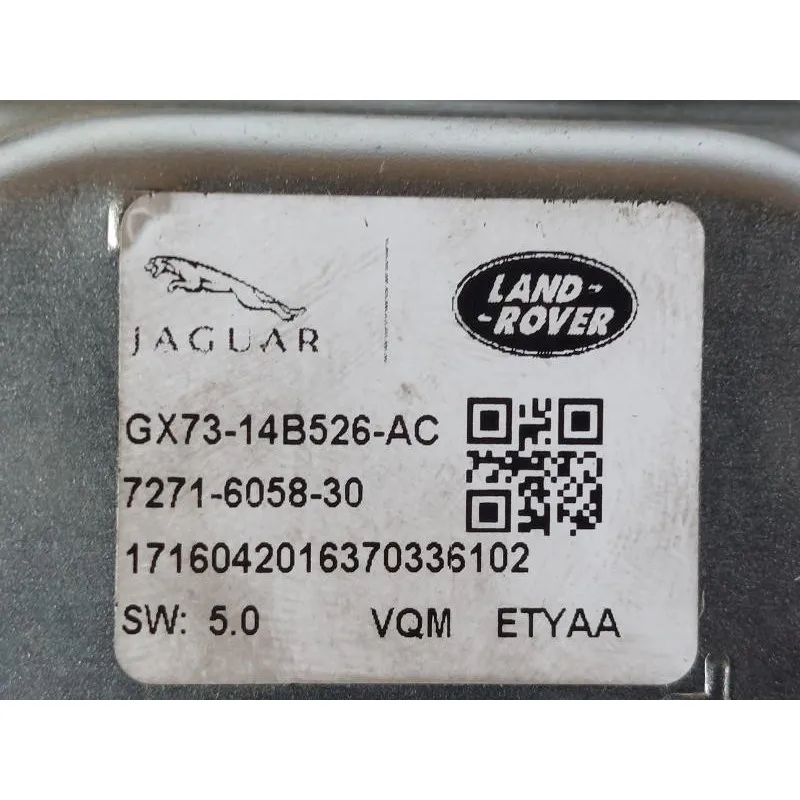 JAGUAR
LAND-
-ROVER
GX73-14B526-AC
7271-6058-30
1716042016370336102
SW: 5.0 VQM ETYAA